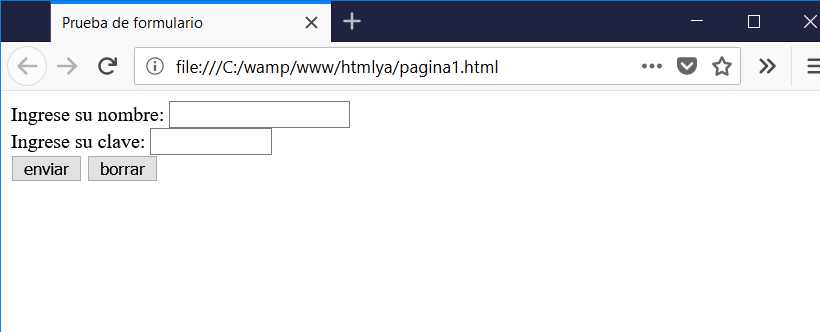 Prueba de formulario
file:///C:/wamp/www/htmlya/pagina1.html
Ingrese su nombre:
Ingrese su clave:
enviar borrar